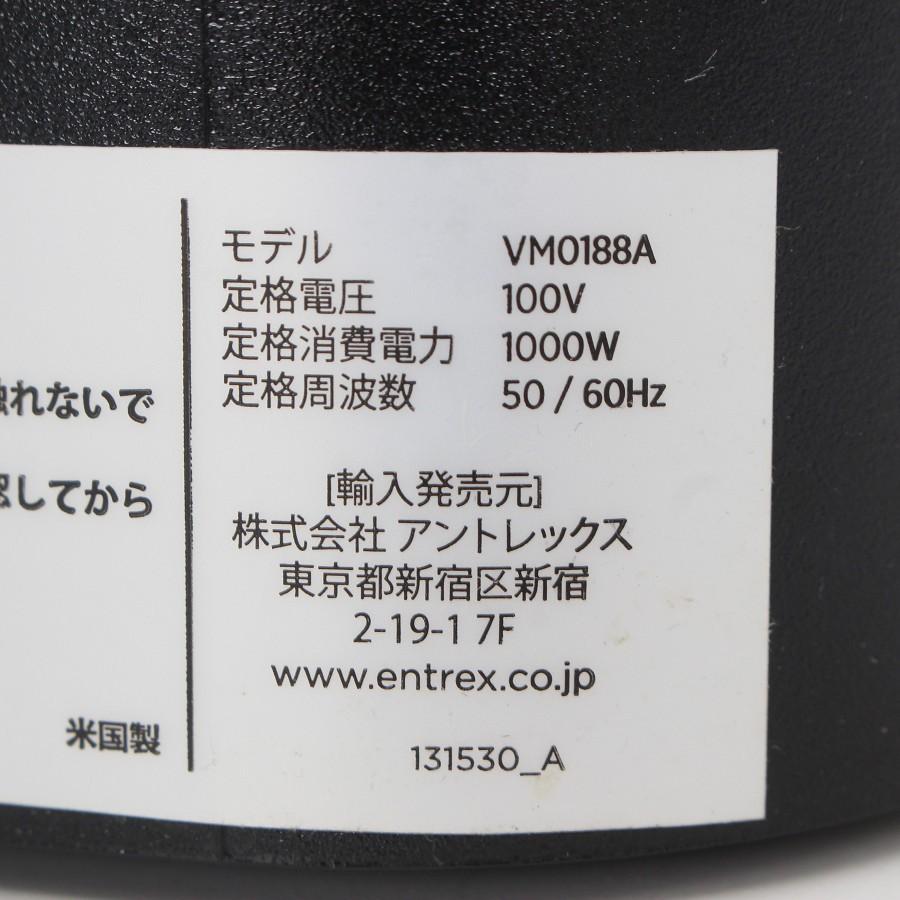 れないで
してから
米国製
モデル VM0188A
定格電圧 100V
定格消費電力 1000W
定格周波数 50 / 60Hz
[輸入発売元]
株式会社 アントレックス
東京都新宿区新宿
2-19-1 7F
www.entrex.co.jp
131530_A